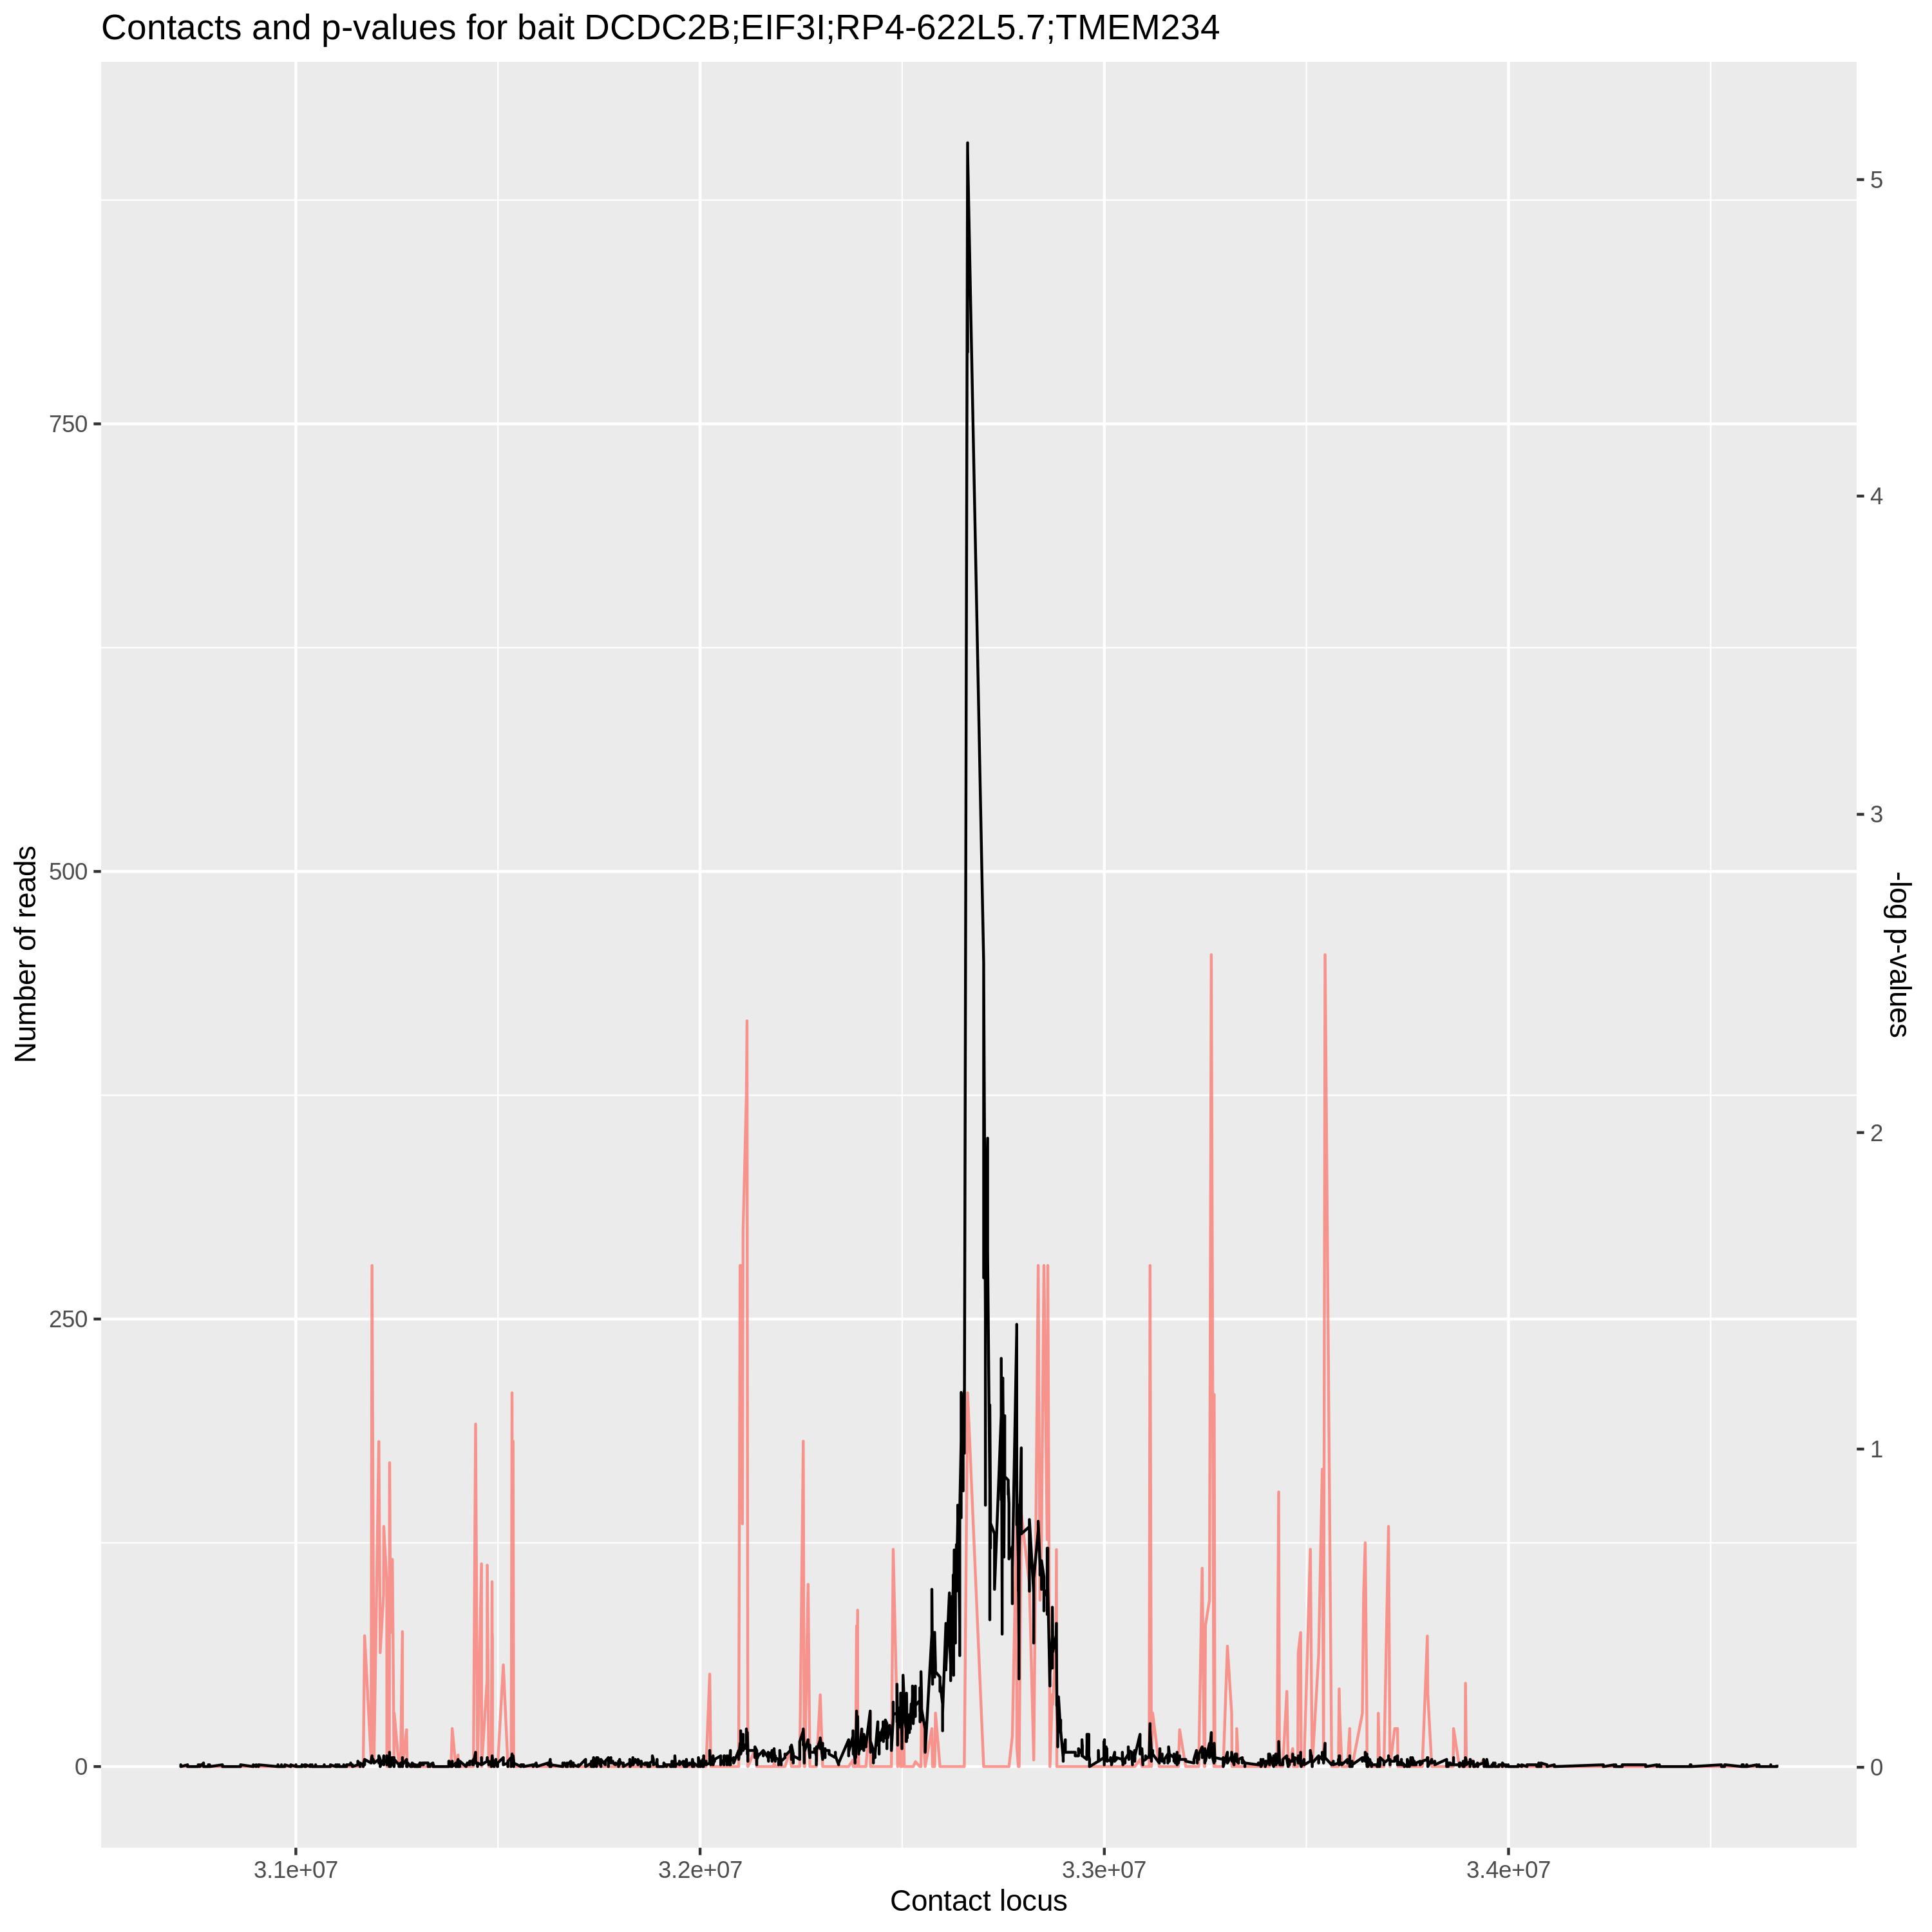 Contacts and p-values for bait DCDC2B;EIF3I;RP4-622L5.7;TMEM234
Number of reads
750
500
250
0
5
4
3
2
1
0
-log p-values
3.1e+07 3.2e+07 3.3e+07 3.4e+07
Contact locus